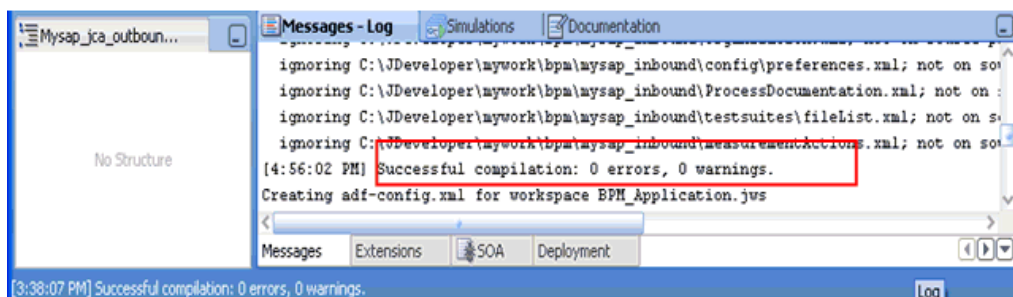 Mysap_jca_outboun...
Messages - Log
Simulations
Documentation
ignoring C:\JDeveloper\mywork\bpm\mysap_inbound\config\preferences.xml; not on sou
ignoring C:\JDeveloper\mywork\bpm\mysap_inbound\ProcessDocumentation.xml; not on
ignoring C:\JDeveloper\mywork\bpm\mysap_inbound\testsuites\fileList.xml; not on s
ignoring C:\JDeveloper\mywork\bpm\mysap_inbound\measurementActions.xml; not on sou
No Structure
[4:56:02 PM] Successful compilation: 0 errors, 0 warnings.
Creating adf-config.xml for workspace BPM_Application.jws
Messages
Extensions
SOA
Deployment
[3:38:07 PM] Successful compilation: 0 errors, 0 warnings.
Log